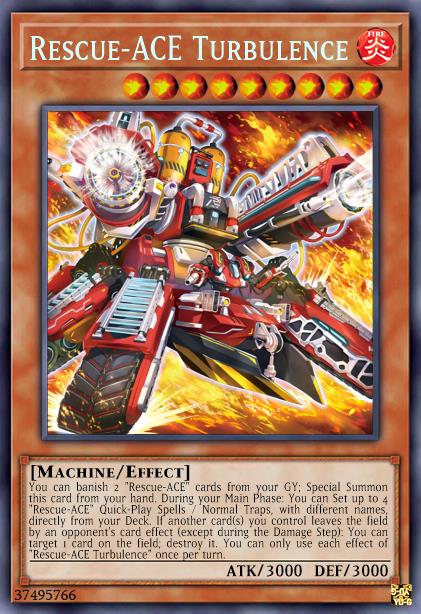 RESCUE-ACE TURBULENCE
FIRE
炎
[MACHINE/EFFECT]
You can banish 2 "Rescue-ACE" cards from your GY; Special Summon
this card from your hand. During your Main Phase: You can Set up to 4
"Rescue-ACE" Quick-Play Spells / Normal Traps, with different names,
directly from your Deck. If another card(s) you control leaves the field
by an opponent's card effect (except during the Damage Step): You can
target 1 card on the field; destroy it. You can only use each effect of
"Rescue-ACE Turbulence" once per turn.
ATK/3000 DEF/3000
37495766